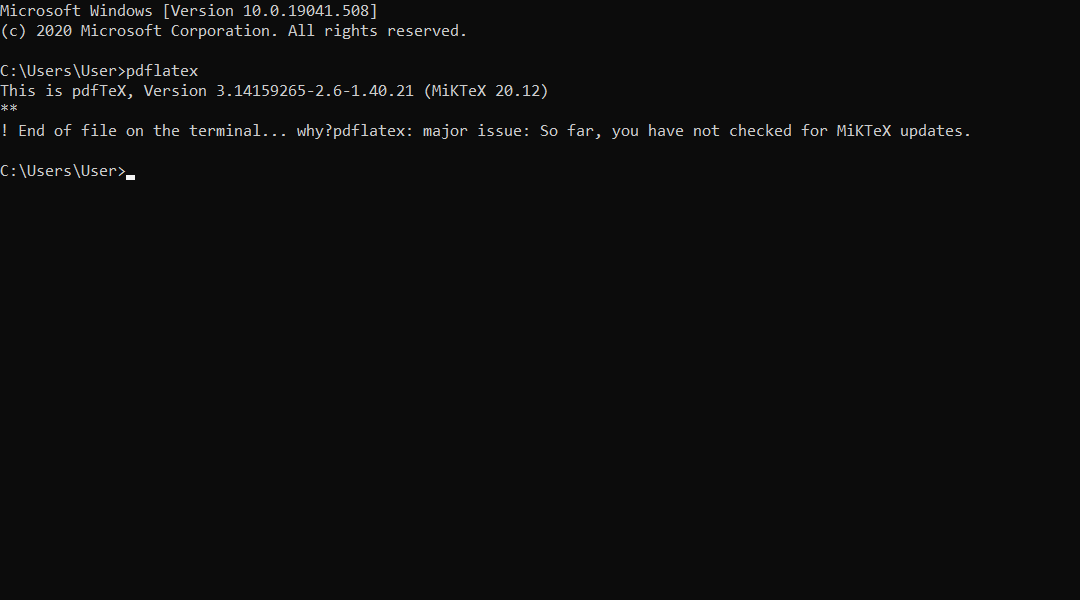 Microsoft Windows [Version 10.0.19041.508]
(c) 2020 Microsoft Corporation. All rights reserved.
C:\Users\User>pdflatex
This is pdfTeX, Version 3.14159265-2.6-1.40.21 (MiKTeX 20.12)
**
! End of file on the terminal... why?pdflatex: major issue: So far, you have not checked for MiKTeX updates.
C:\Users\User>